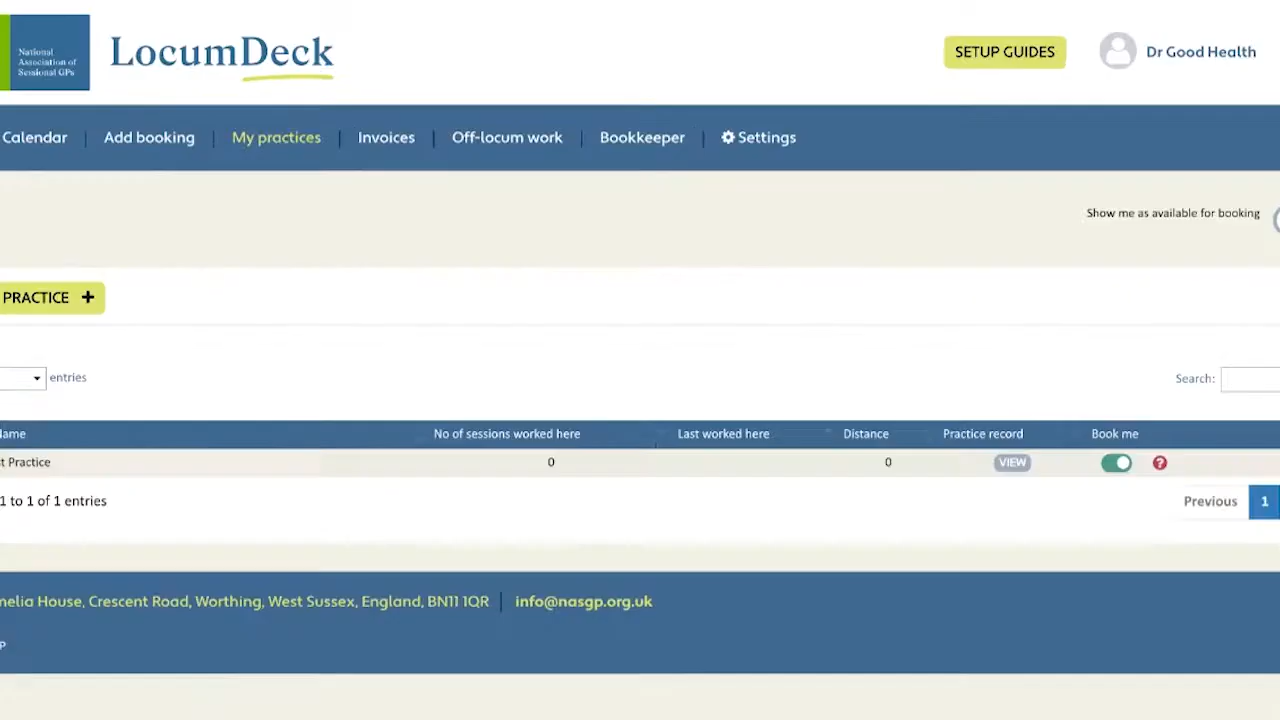 National
Association of
Sessional GPs
LocumDeck
SETUP GUIDES
Dr Good Health
Calendar
Add booking
My practices
Invoices
Off-locum work
Bookkeeper
Settings
Show me as available for booking
PRACTICE +
entries
Search:
ame No of sessions worked here Last worked here Distance Practice record Book me
t Practice 0 0 VIEW ?
1 to 1 of 1 entries
Previous 1
melia House, Crescent Road, Worthing, West Sussex, England, BN11 1QR info@nasgp.org.uk
P